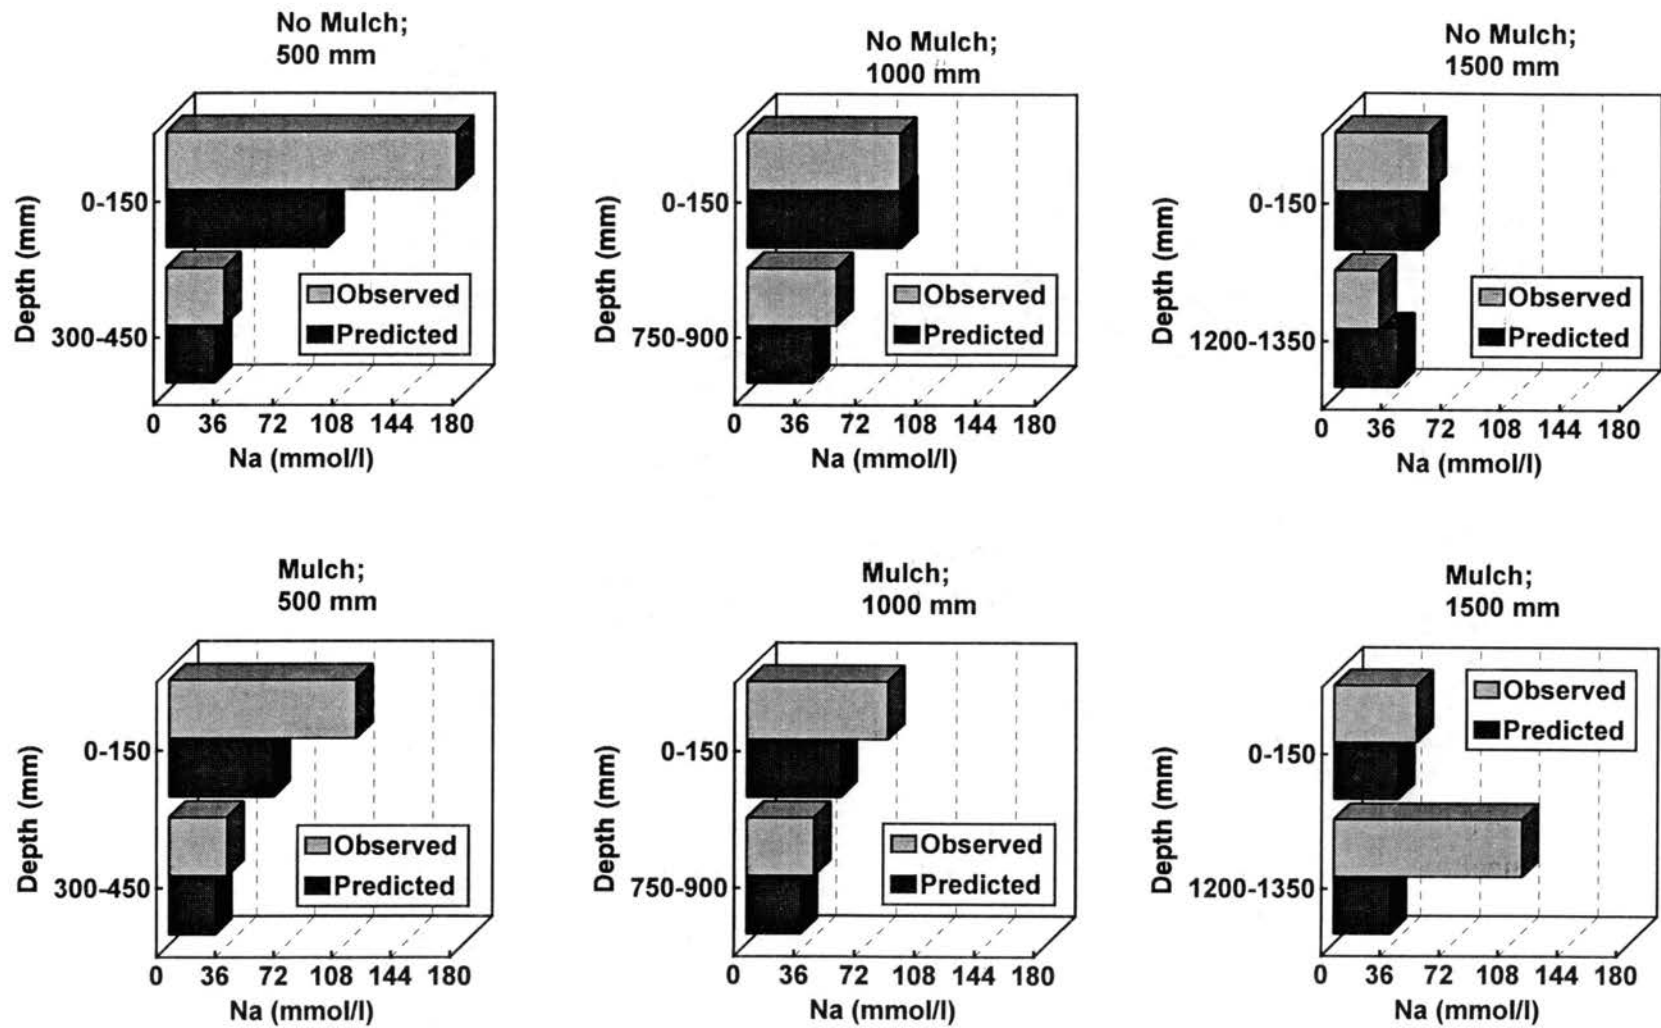 No Mulch;
500 mm
Depth (mm)
0-150
300-450
Observed
Predicted
0 36 72 108 144 180
Na (mmol/l)
No Mulch;
1000 mm
Depth (mm)
0-150
750-900
Observed
Predicted
0 36 72 108 144 180
Na (mmol/l)
No Mulch;
1500 mm
Depth (mm)
0-150
1200-1350
Observed
Predicted
0 36 72 108 144 180
Na (mmol/l)
Mulch;
500 mm
Depth (mm)
0-150
300-450
Observed
Predicted
0 36 72 108 144 180
Na (mmol/l)
Mulch;
1000 mm
Depth (mm)
0-150
750-900
Observed
Predicted
0 36 72 108 144 180
Na (mmol/l)
Mulch;
1500 mm
Observed
Predicted
Depth (mm)
0-150
1200-1350
0 36 72 108 144 180
Na (mmol/l)